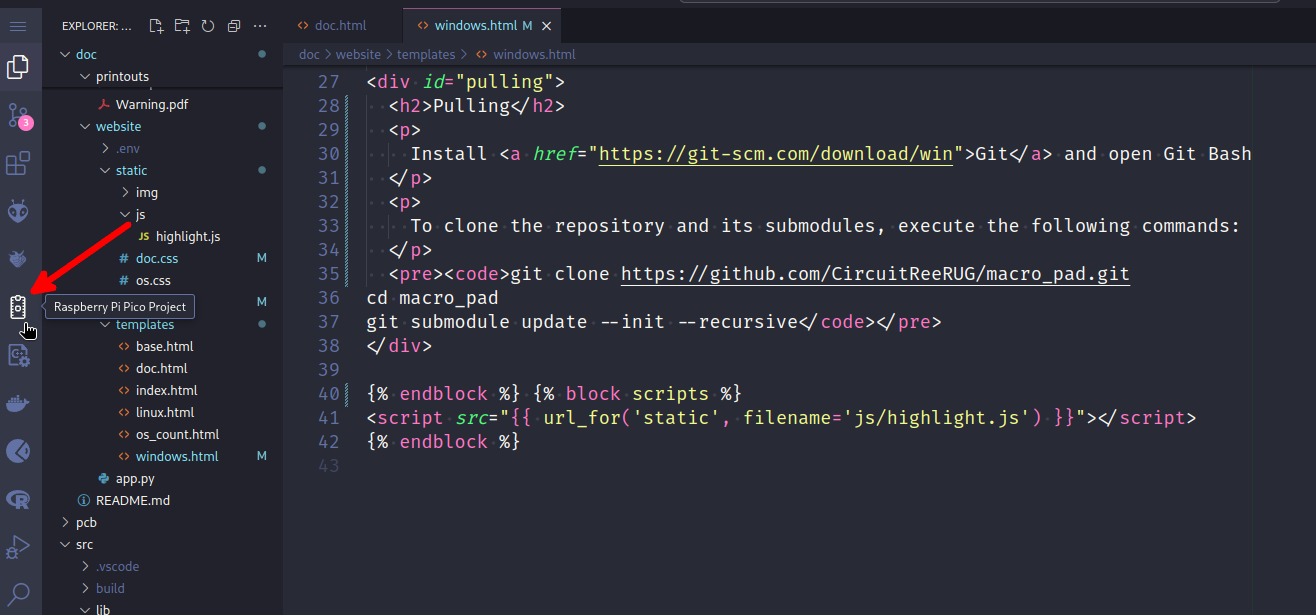 EXPLORER: ...
doc.html
windows.html M
doc > website > templates > windows.html
doc
printouts
Warning.pdf
website
.env
static
img
js
JS highlight.js
# doc.css M
# os.css
M
Raspberry Pi Pico Project
templates
base.html
doc.html
index.html
linux.html
os_count.html
windows.html M
app.py
README.md
pcb
src
.vscode
build
lib
3
27 <div id="pulling">
28 <h2>Pulling</h2>
29 <p>
30 Install <a href="https://git-scm.com/download/win">Git</a> and open Git Bash
31 </p>
32 <p>
33 To clone the repository and its submodules, execute the following commands:
34 </p>
35 <pre><code>git clone https://github.com/CircuitReeRUG/macro_pad.git
36 cd macro_pad
37 git submodule update --init --recursive</code></pre>
38 </div>
39
40 {% endblock %} {% block scripts %}
41 <script src="{{ url_for('static', filename='js/highlight.js') }}"></script>
42 {% endblock %}
43